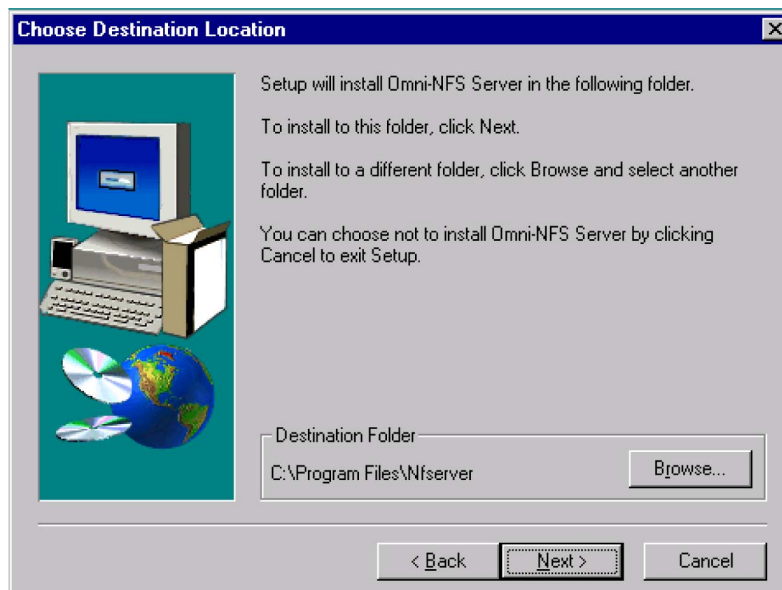 Choose Destination Location
Setup will install Omni-NFS Server in the following folder.
To install to this folder, click Next.
To install to a different folder, click Browse and select another
folder.
You can choose not to install Omni-NFS Server by clicking
Cancel to exit Setup.
Destination Folder
C:\Program Files\Nfserver
Browse...
< Back
Next >
Cancel